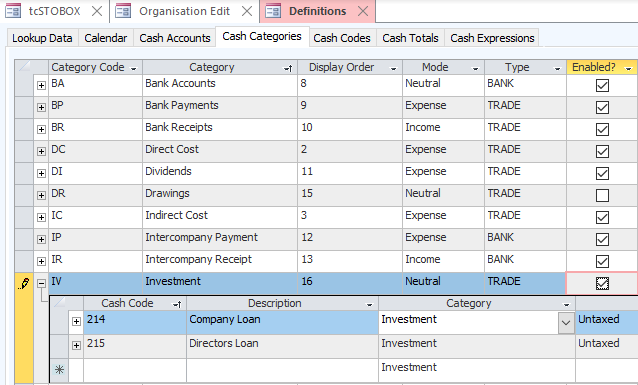 tcSTOBOX Organisation Edit Definitions
Lookup Data Calendar Cash Accounts Cash Categories Cash Codes Cash Totals Cash Expressions
Category Code Category Display Order Mode Type Enabled?
BA Bank Accounts 8 Neutral BANK
BP Bank Payments 9 Expense TRADE
BR Bank Receipts 10 Income TRADE
DC Direct Cost 2 Expense TRADE
DI Dividends 11 Expense TRADE
DR Drawings 15 Neutral TRADE
IC Indirect Cost 3 Expense TRADE
IP Intercompany Payment 12 Expense BANK
IR Intercompany Receipt 13 Income BANK
IV Investment 16 Neutral TRADE
Cash Code Description Category
214 Company Loan Investment Untaxed
215 Directors Loan Investment Untaxed
Investment